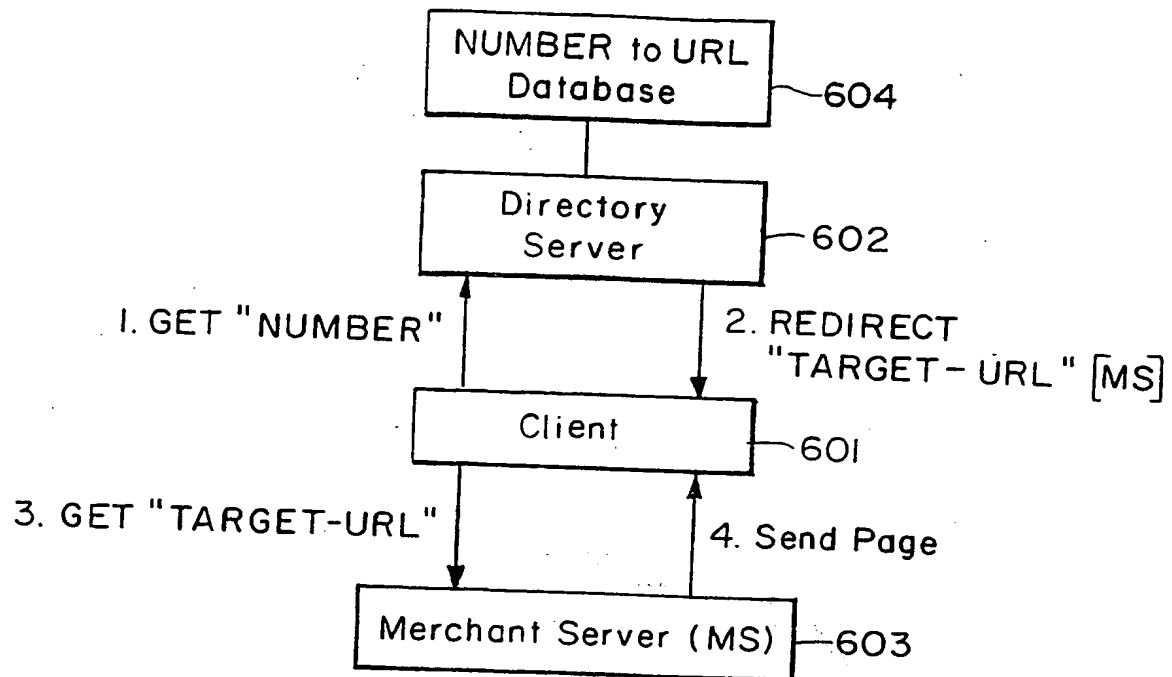 NUMBER to URL
Database
604
Directory
Server
602
1. GET "NUMBER"
2. REDIRECT
"TARGET-URL" [MS]
Client
601
3. GET "TARGET-URL"
4. Send Page
Merchant Server (MS)
603